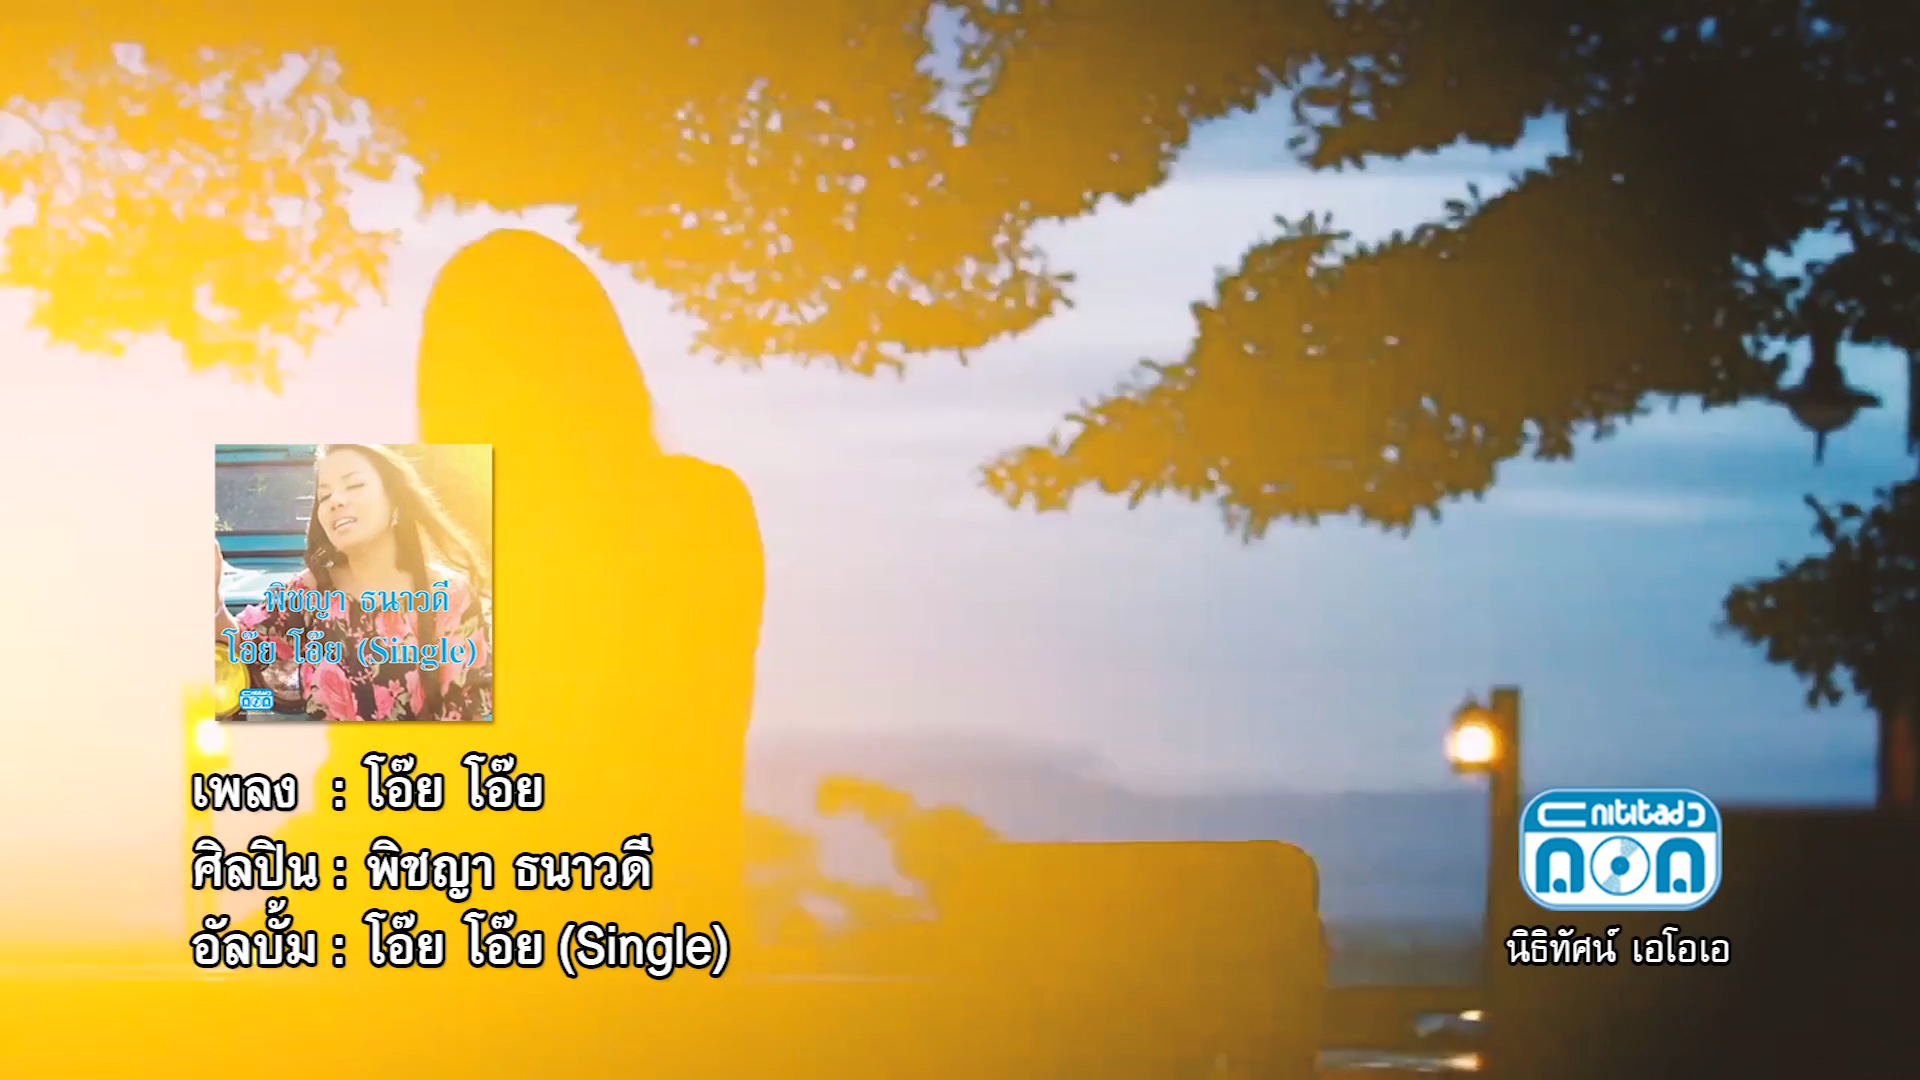 พิชญา ธนาวดี
โอ๊ย โอ๊ย (Single)
เพลง : โอ๊ย โอ๊ย
ศิลปิน : พิชญา ธนาวดี
อัลบั้ม : โอ๊ย โอ๊ย (Single)
nititad
นิธิทัศน์ เอโอเอ